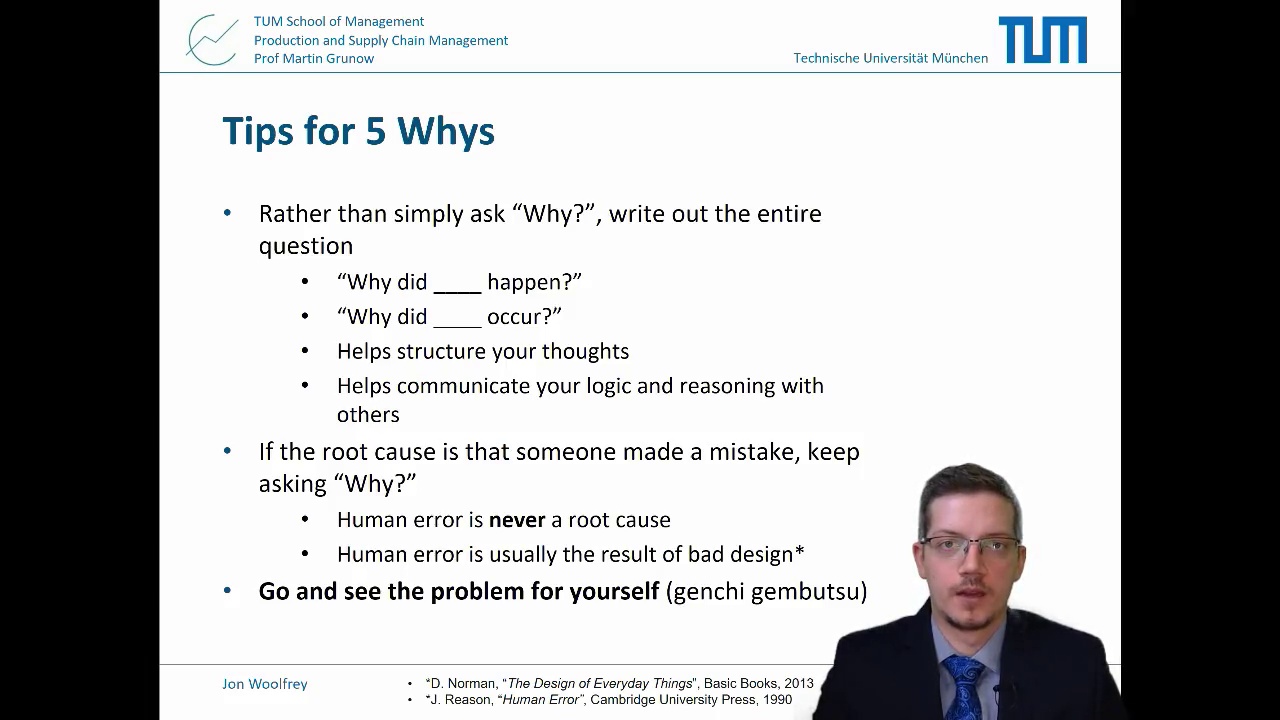 TUM School of Management
Production and Supply Chain Management
Prof Martin Grunow
Technische Universität München
TUM
Tips for 5 Whys
• Rather than simply ask “Why?”, write out the entire
question
• “Why did ____ happen?”
• “Why did ____ occur?”
• Helps structure your thoughts
• Helps communicate your logic and reasoning with
others
• If the root cause is that someone made a mistake, keep
asking “Why?”
• Human error is never a root cause
• Human error is usually the result of bad design*
• Go and see the problem for yourself (genchi gembutsu)
Jon Woolfrey
• *D. Norman, “The Design of Everyday Things”, Basic Books, 2013
• *J. Reason, “Human Error”, Cambridge University Press, 1990